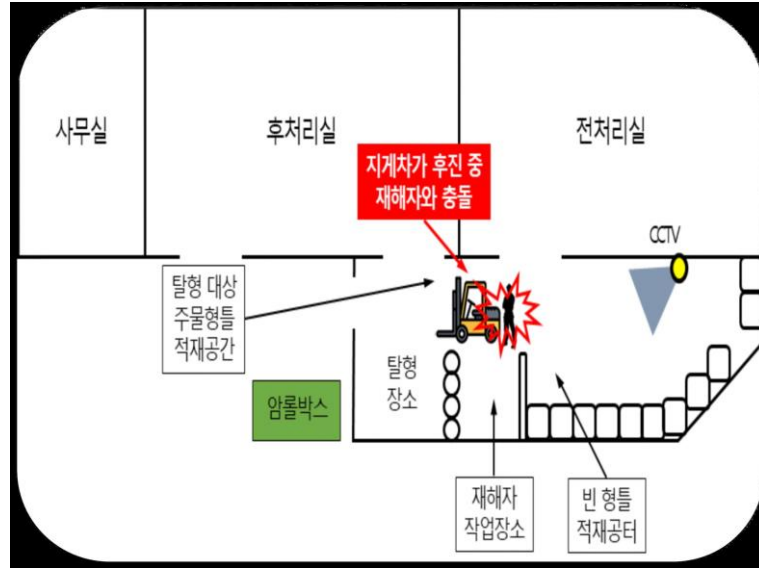 사무실
후처리실
전처리실
지게차가 후진 중
재해자와 충돌
CCTV
탈형 대상
주물형틀
적재공간
탈형
장소
암롤박스
재해자
작업장소
빈 형틀
적재공터